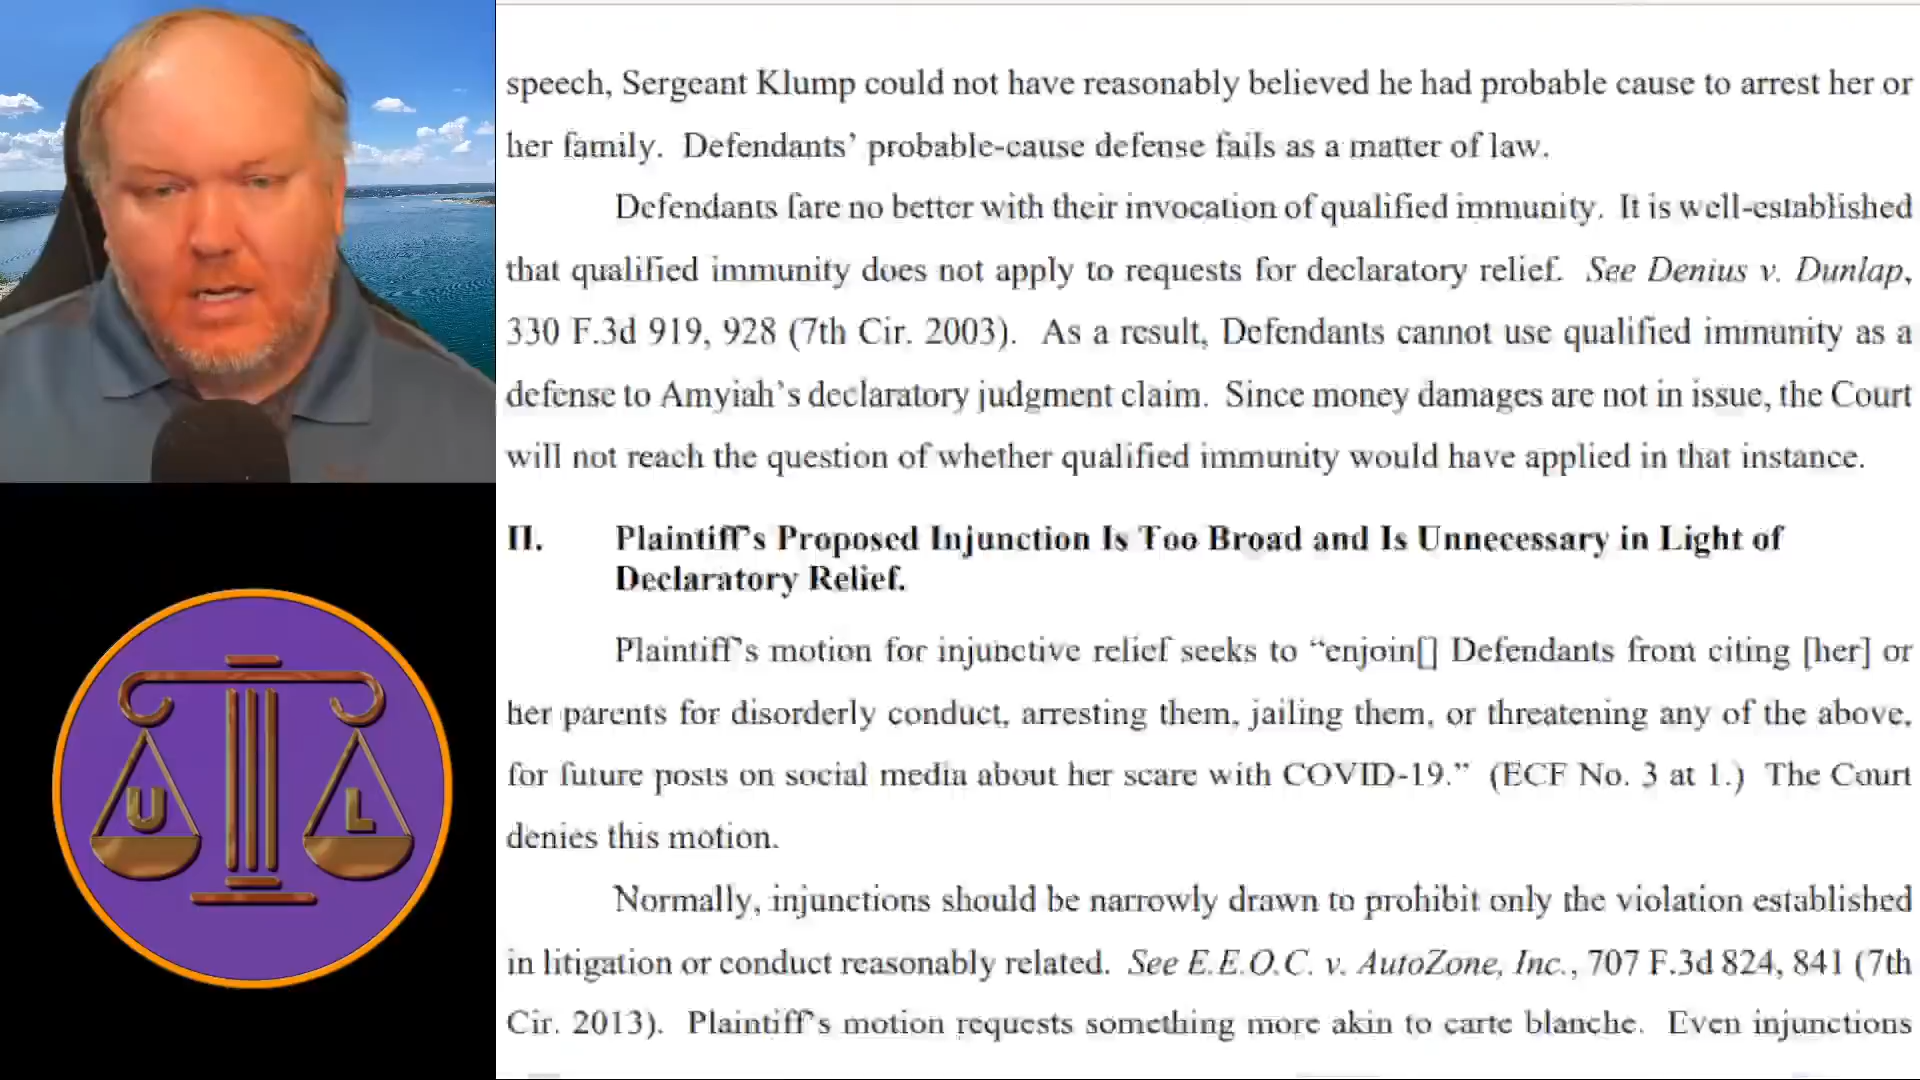 speech, Sergeant Klump could not have reasonably believed he had probable cause to arrest her or
her family. Defendants' probable-cause defense fails as a matter of law.
Defendants fare no better with their invocation of qualified immunity. It is well-established
that qualified immunity does not apply to requests for declaratory relief. See Denius v. Dunlap,
330 F.3d 919, 928 (7th Cir. 2003). As a result, Defendants cannot use qualified immunity as a
defense to Amyiah's declaratory judgment claim. Since money damages are not in issue, the Court
will not reach the question of whether qualified immunity would have applied in that instance.
II. Plaintiff's Proposed Injunction Is Too Broad and Is Unnecessary in Light of
Declaratory Relief.
Plaintiff's motion for injunctive relief seeks to “enjoin[] Defendants from citing [her] or
her parents for disorderly conduct, arresting them, jailing them, or threatening any of the above,
for future posts on social media about her scare with COVID-19.” (ECF No. 3 at 1.) The Court
denies this motion.
Normally, injunctions should be narrowly drawn to prohibit only the violation established
in litigation or conduct reasonably related. See E.E.O.C. v. AutoZone, Inc., 707 F.3d 824, 841 (7th
Cir. 2013). Plaintiff's motion requests something more akin to carte blanche. Even injunctions
U L